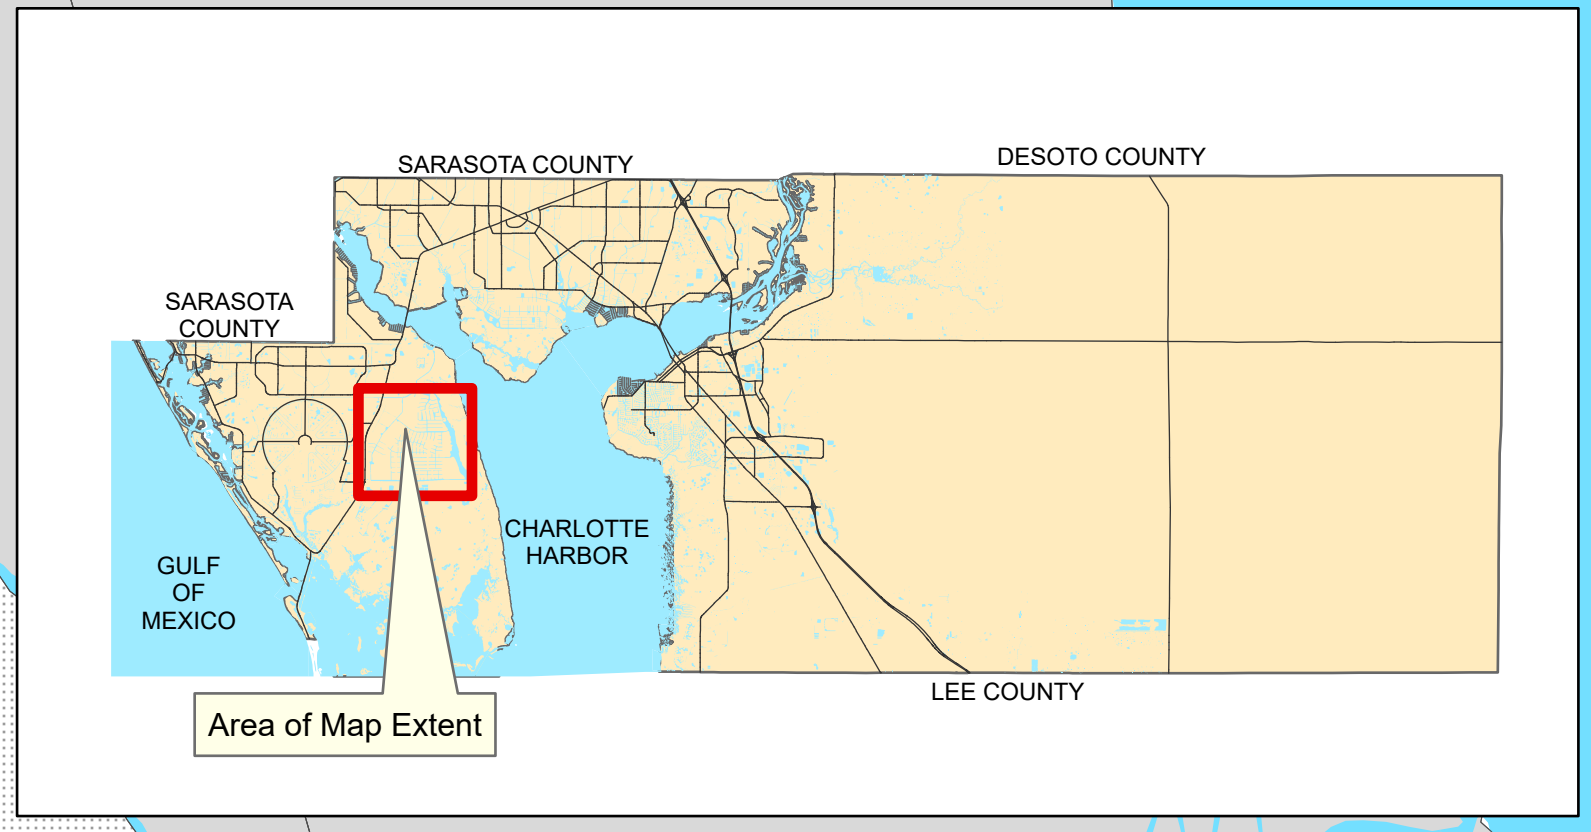 DESOTO COUNTY
SARASOTA COUNTY
SARASOTA
COUNTY
CHARLOTTE
HARBOR
GULF
OF
MEXICO
LEE COUNTY
Area of Map Extent